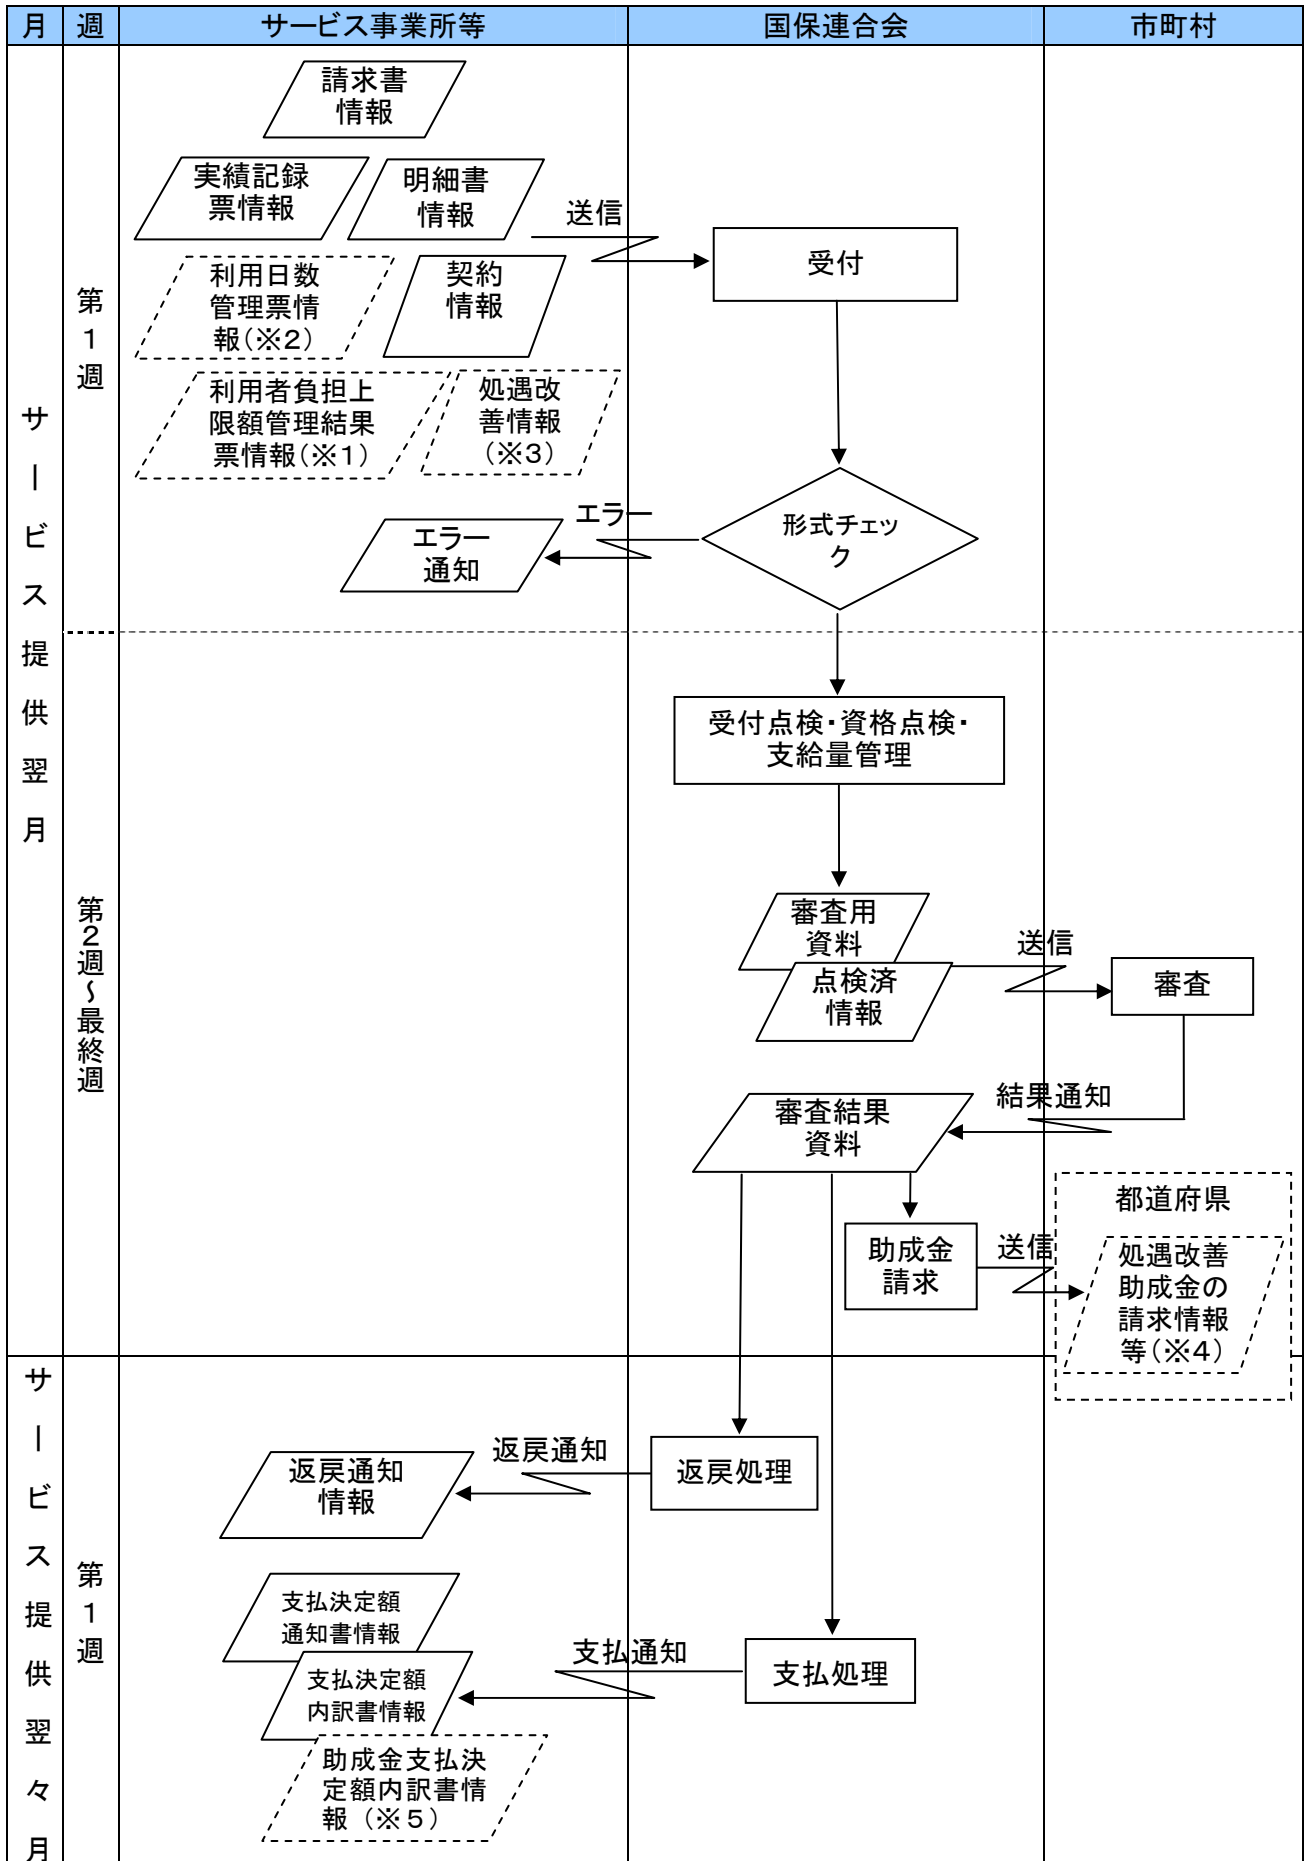 月 週 サービス事業所等 国保連合会 市町村
サービス提供翌月
第1週
請求書
情報
実績記録
票情報
明細書
情報
送信
受付
利用日数
管理票情
報(※2)
契約
情報
利用者負担上
限額管理結果
票情報(※1)
処遇改
善情報
(※3)
エラー
エラー
通知
形式チェッ
ク
第2週~最終週
受付点検・資格点検・
支給量管理
審査用
資料
点検済
情報
送信
審査
結果通知
審査結果
資料
助成金
請求
送信
都道府県
処遇改善
助成金の
請求情報
等(※4)
サービス提供翌々月
第1週
返戻通知
返戻処理
返戻通知
情報
支払決定額
通知書情報
支払通知
支払処理
支払決定額
内訳書情報
助成金支払決
定額内訳書情
報(※5)